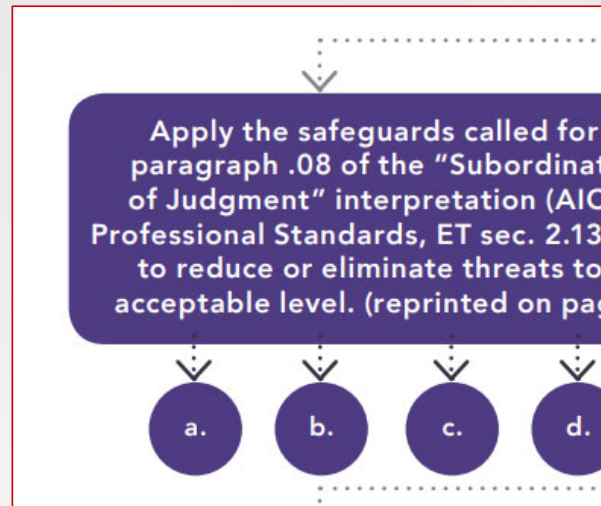 Apply the safeguards called for
paragraph .08 of the “Subordinat
of Judgment” interpretation (AIC
Professional Standards, ET sec. 2.13
to reduce or eliminate threats to
acceptable level. (reprinted on pag
a. b. c. d.